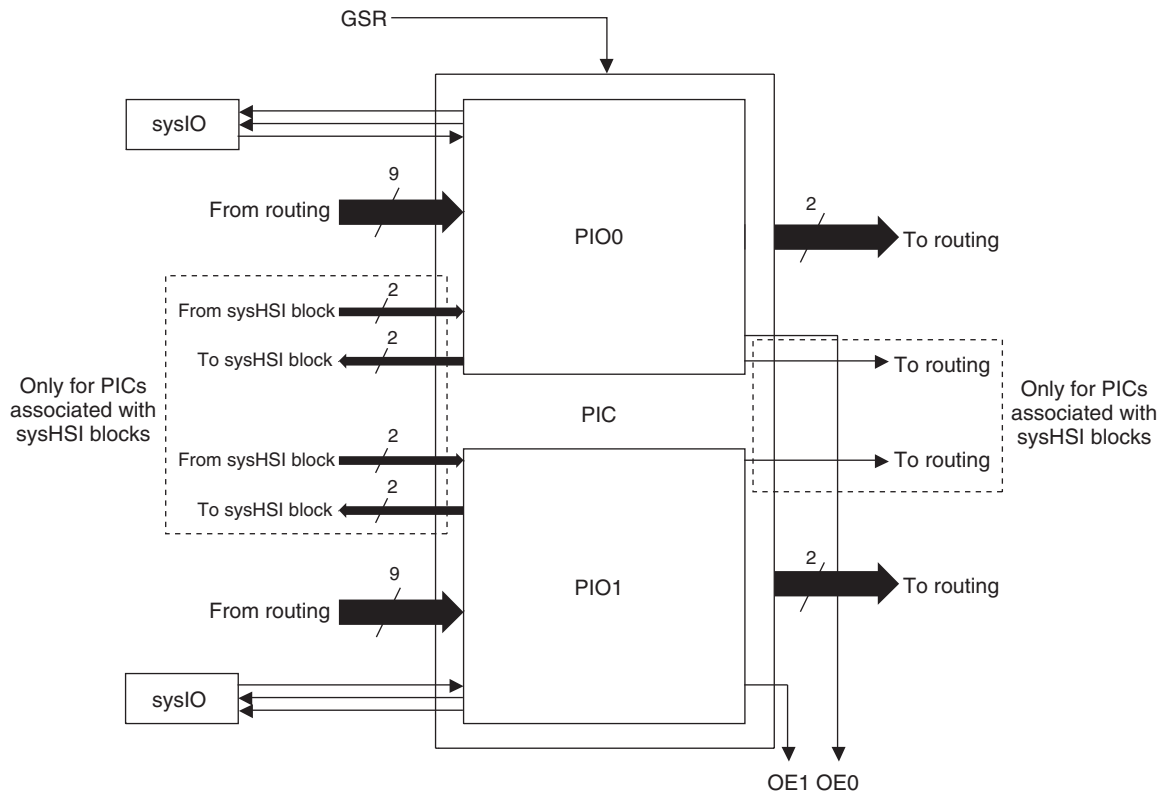 GSR
sysIO
9
From routing
PIO0
2
To routing
From sysHSI block
2
To sysHSI block
2
To routing
Only for PICs
associated with
sysHSI blocks
PIC
Only for PICs
associated with
sysHSI blocks
From sysHSI block
2
To routing
To sysHSI block
2
9
From routing
PIO1
2
To routing
sysIO
OE1 OE0